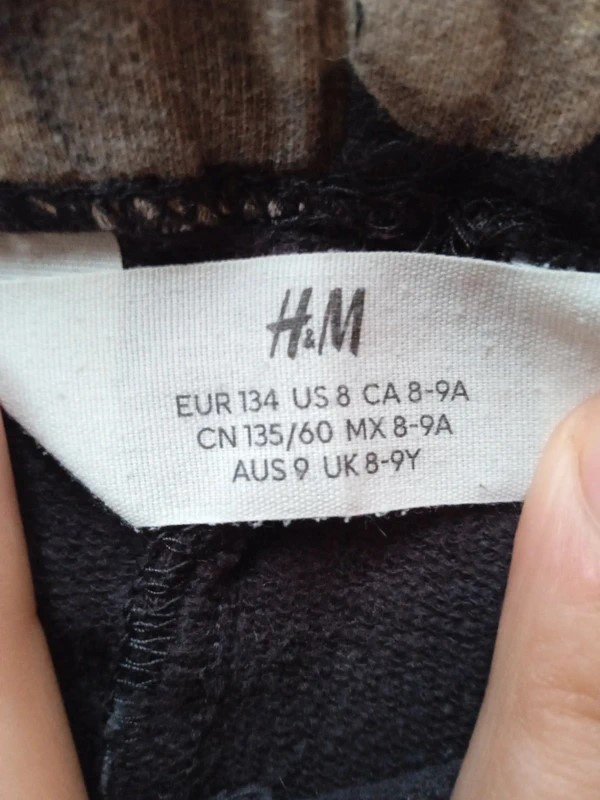 H&M
EUR 134 US 8 CA 8-9A
CN 135/60 MX 8-9A
AUS 9 UK 8-9Y